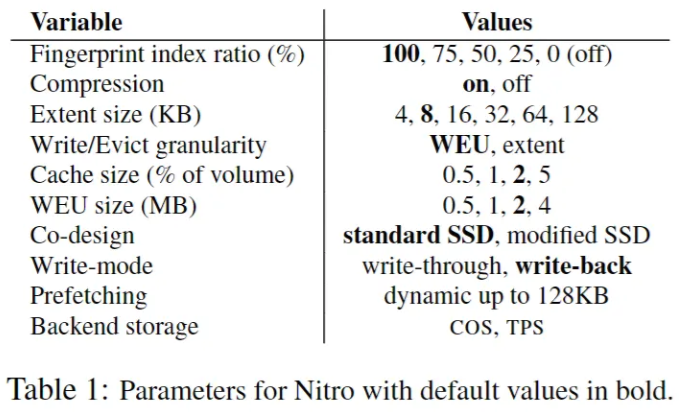 Variable Values
Fingerprint index ratio (%) 100, 75, 50, 25, 0 (off)
Compression on, off
Extent size (KB) 4, 8, 16, 32, 64, 128
Write/Evict granularity WEU, extent
Cache size (% of volume) 0.5, 1, 2, 5
WEU size (MB) 0.5, 1, 2, 4
Co-design standard SSD, modified SSD
Write-mode write-through, write-back
Prefetching dynamic up to 128KB
Backend storage COS, TPS
Table 1: Parameters for Nitro with default values in bold.